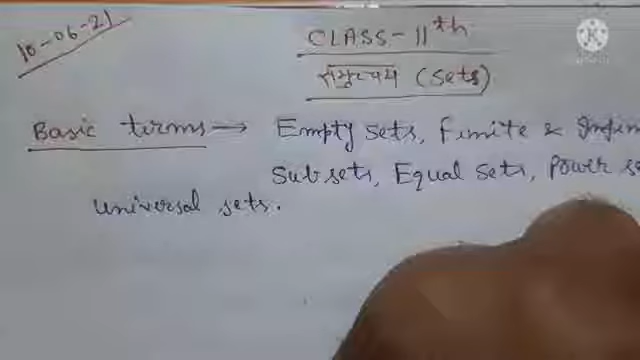 10-06-21
CLASS-11th
समुच्चय (Sets)
Basic terms → Empty sets, Finite &
Subsets, Equal sets, Power
universal sets.